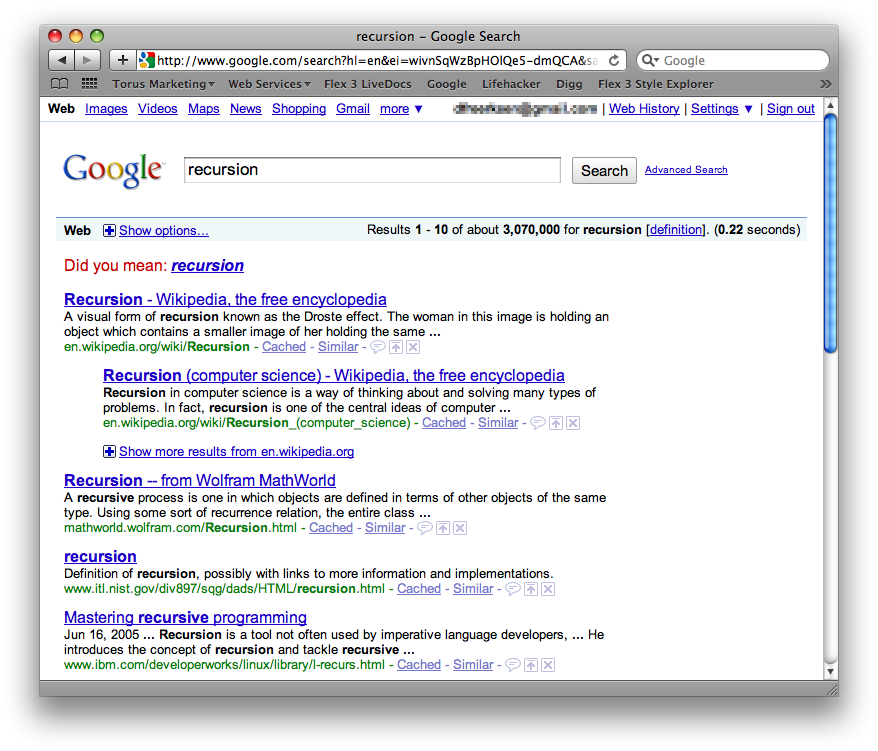 recursion - Google Search
http://www.google.com/search?hl=en&ei=wivnSqWzBpHOlQe5-dmQCA&sa
Google
Torus Marketing Web Services Flex 3 LiveDocs Google Lifehacker Digg Flex 3 Style Explorer
Web Images Videos Maps News Shopping Gmail more ▼ | Web History | Settings ▼ | Sign out
Google recursion Search Advanced Search
Web Show options... Results 1 - 10 of about 3,070,000 for recursion [definition]. (0.22 seconds)
Did you mean: recursion
Recursion - Wikipedia, the free encyclopedia
A visual form of recursion known as the Droste effect. The woman in this image is holding an
object which contains a smaller image of her holding the same ...
en.wikipedia.org/wiki/Recursion - Cached - Similar -
Recursion (computer science) - Wikipedia, the free encyclopedia
Recursion in computer science is a way of thinking about and solving many types of
problems. In fact, recursion is one of the central ideas of computer ...
en.wikipedia.org/wiki/Recursion_(computer_science) - Cached - Similar -
Show more results from en.wikipedia.org
Recursion -- from Wolfram MathWorld
A recursive process is one in which objects are defined in terms of other objects of the same
type. Using some sort of recurrence relation, the entire class ...
mathworld.wolfram.com/Recursion.html - Cached - Similar -
recursion
Definition of recursion, possibly with links to more information and implementations.
www.itl.nist.gov/div897/sqg/dads/HTML/recursion.html - Cached - Similar -
Mastering recursive programming
Jun 16, 2005 ... Recursion is a tool not often used by imperative language developers, ... He
introduces the concept of recursion and tackle recursive ...
www.ibm.com/developerworks/linux/library/l-recurs.html - Cached - Similar -